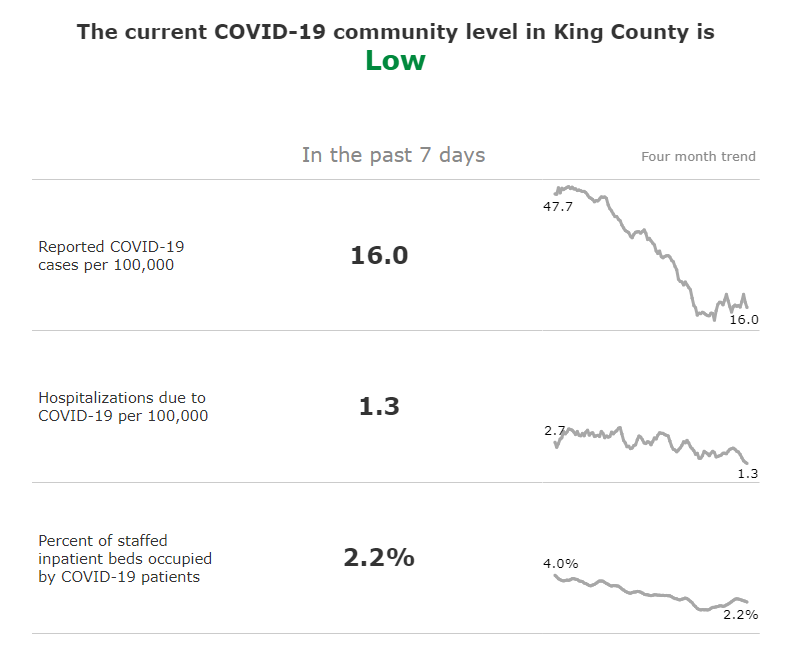 The current COVID-19 community level in King County is
Low
In the past 7 days
Four month trend
47.7
Reported COVID-19
cases per 100,000
16.0
16.0
Hospitalizations due to
COVID-19 per 100,000
1.3
2.7
1.3
Percent of staffed
inpatient beds occupied
by COVID-19 patients
2.2%
4.0%
2.2%